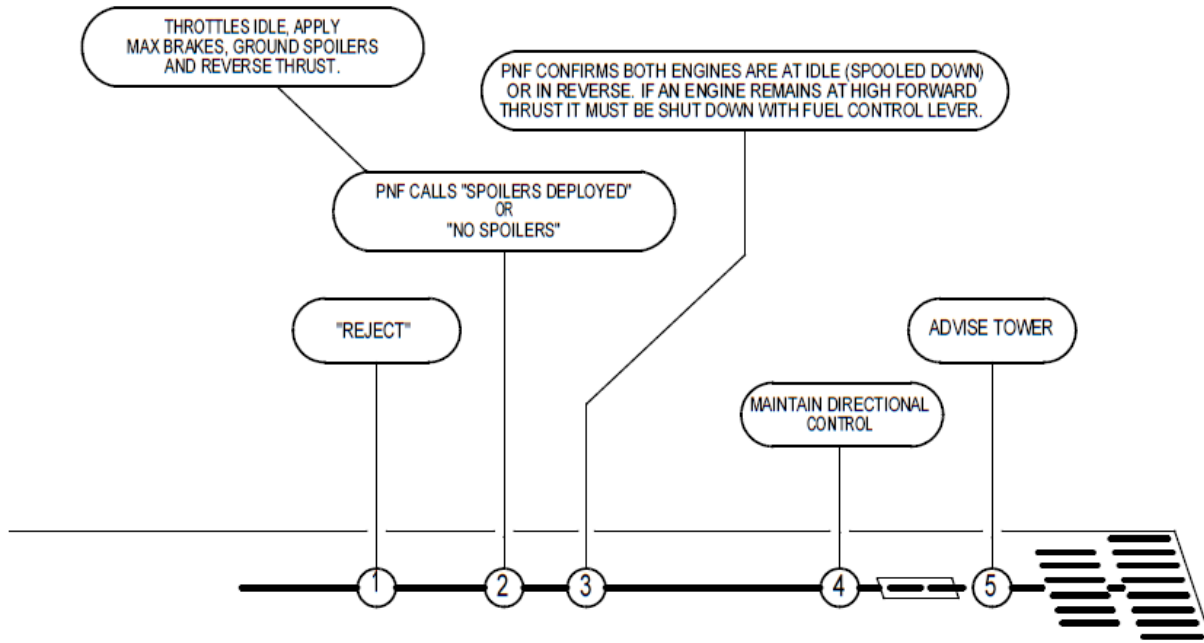 THROTTLES IDLE, APPLY
MAX BRAKES, GROUND SPOILERS
AND REVERSE THRUST.
PNF CONFIRMS BOTH ENGINES ARE AT IDLE (SPOOLED DOWN)
OR IN REVERSE. IF AN ENGINE REMAINS AT HIGH FORWARD
THRUST IT MUST BE SHUT DOWN WITH FUEL CONTROL LEVER.
PNF CALLS "SPOILERS DEPLOYED"
OR
"NO SPOILERS"
"REJECT"
ADVISE TOWER
MAINTAIN DIRECTIONAL
CONTROL
1
2
3
4
5